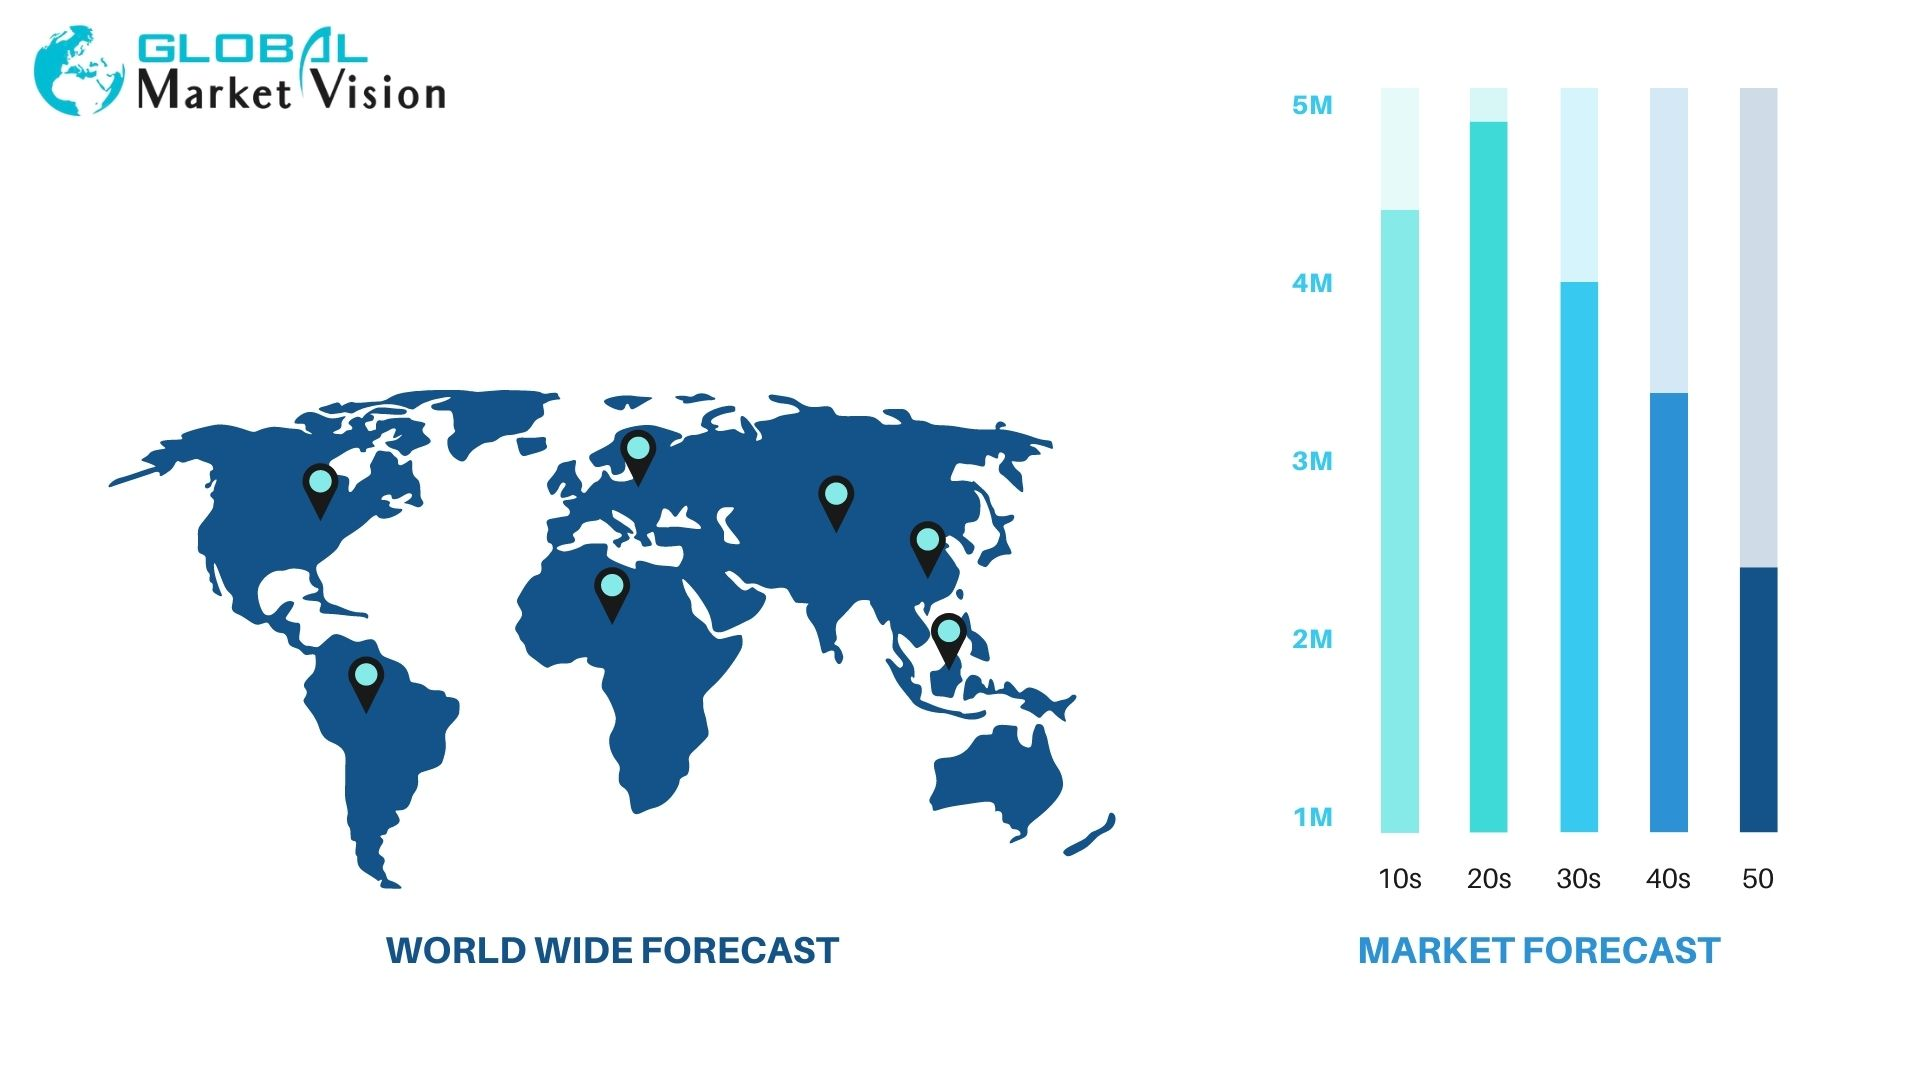 GLOBAL
Market Vision
5M
4M
3M
2M
1M
10s 20s 30s 40s 50
WORLD WIDE FORECAST
MARKET FORECAST